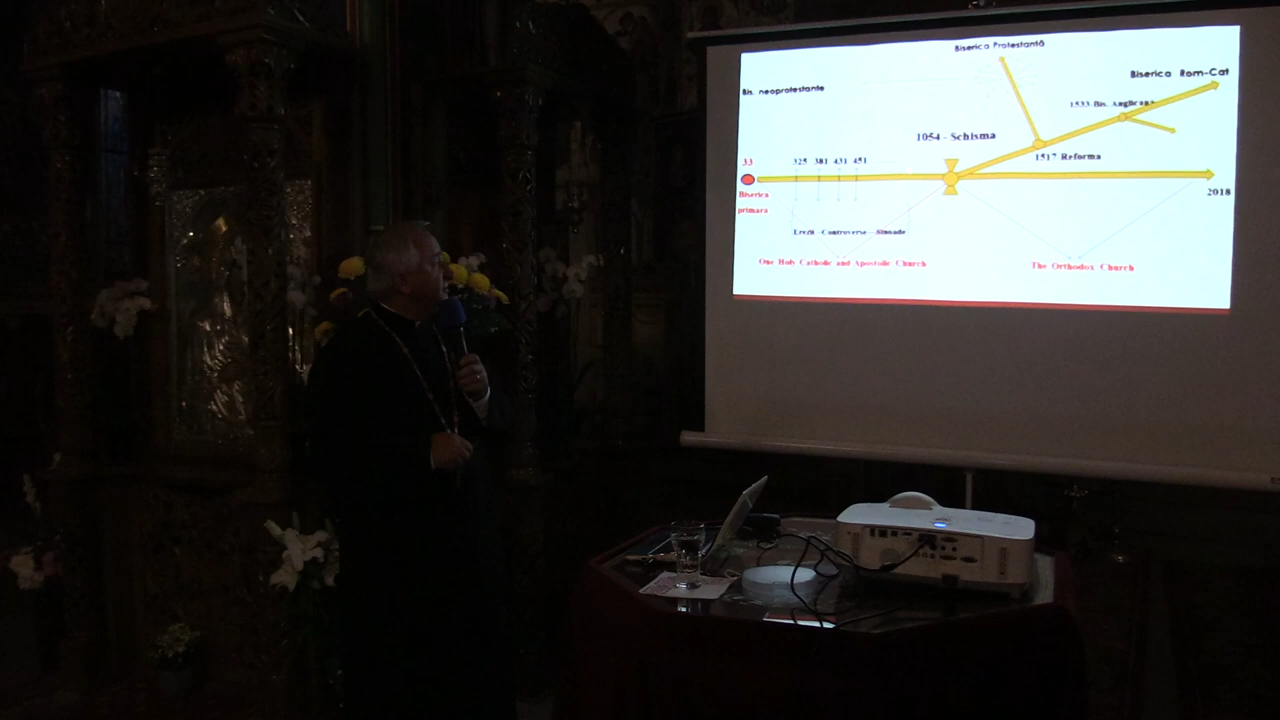 Biserica Protestantă
Biserica Rom-Cat
Bis. neoprotestante
1533 Bis. Anglicana
1054 - Schisma
33
325 381 431 451
1517 Reforma
Biserica
primara
2018
Erezii - Controverse - Sinoade
One Holy Catholic and Apostolic Church
The Orthodox Church